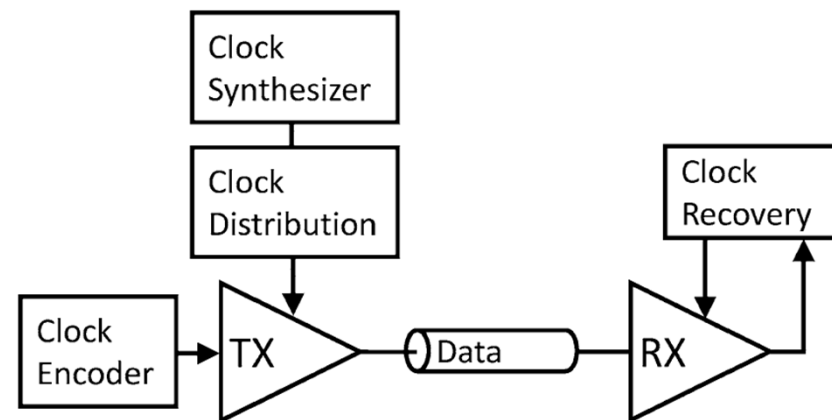 Clock
Synthesizer
Clock
Distribution
Clock
Recovery
Clock
Encoder
TX
Data
RX